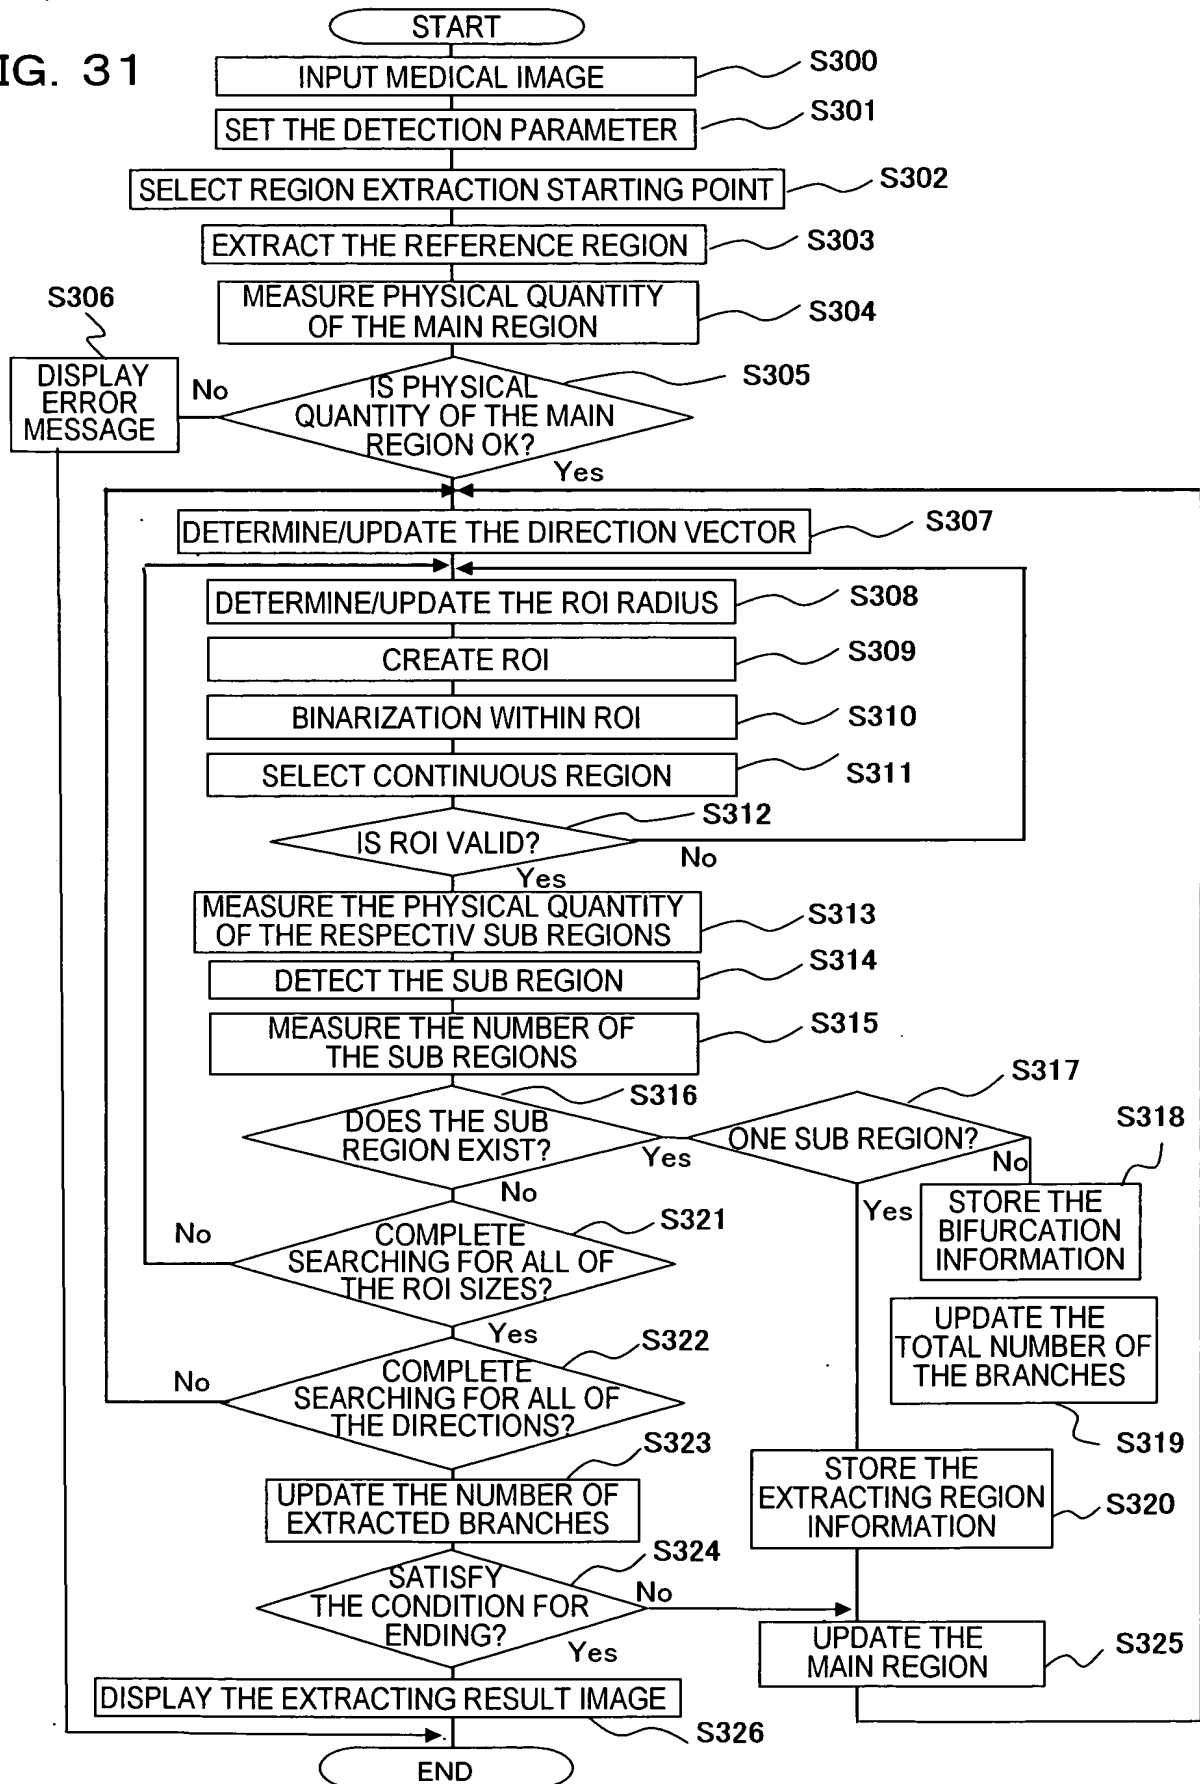 START
IG. 31
INPUT MEDICAL IMAGE
S300
SET THE DETECTION PARAMETER
S301
SELECT REGION EXTRACTION STARTING POINT
S302
EXTRACT THE REFERENCE REGION
S303
MEASURE PHYSICAL QUANTITY
OF THE MAIN REGION
S304
S306
DISPLAY
ERROR
MESSAGE
No
IS PHYSICAL
QUANTITY OF THE MAIN
REGION OK?
S305
Yes
DETERMINE/UPDATE THE DIRECTION VECTOR
S307
DETERMINE/UPDATE THE ROI RADIUS
S308
CREATE ROI
S309
BINARIZATION WITHIN ROI
S310
SELECT CONTINUOUS REGION
S311
IS ROI VALID?
S312
No
Yes
MEASURE THE PHYSICAL QUANTITY
OF THE RESPECTIV SUB REGIONS
S313
DETECT THE SUB REGION
S314
MEASURE THE NUMBER OF
THE SUB REGIONS
S315
DOES THE SUB
REGION EXIST?
S316
Yes
No
ONE SUB REGION?
S317
No
Yes
S318
STORE THE
BIFURCATION
INFORMATION
COMPLETE
SEARCHING FOR ALL OF
THE ROI SIZES?
S321
No
Yes
UPDATE THE
TOTAL NUMBER OF
THE BRANCHES
S319
COMPLETE
SEARCHING FOR ALL OF
THE DIRECTIONS?
S322
No
UPDATE THE NUMBER OF
EXTRACTED BRANCHES
S323
STORE THE
EXTRACTING REGION
INFORMATION
S320
SATISFY
THE CONDITION FOR
ENDING?
S324
No
Yes
UPDATE THE
MAIN REGION
S325
DISPLAY THE EXTRACTING RESULT IMAGE
S326
END